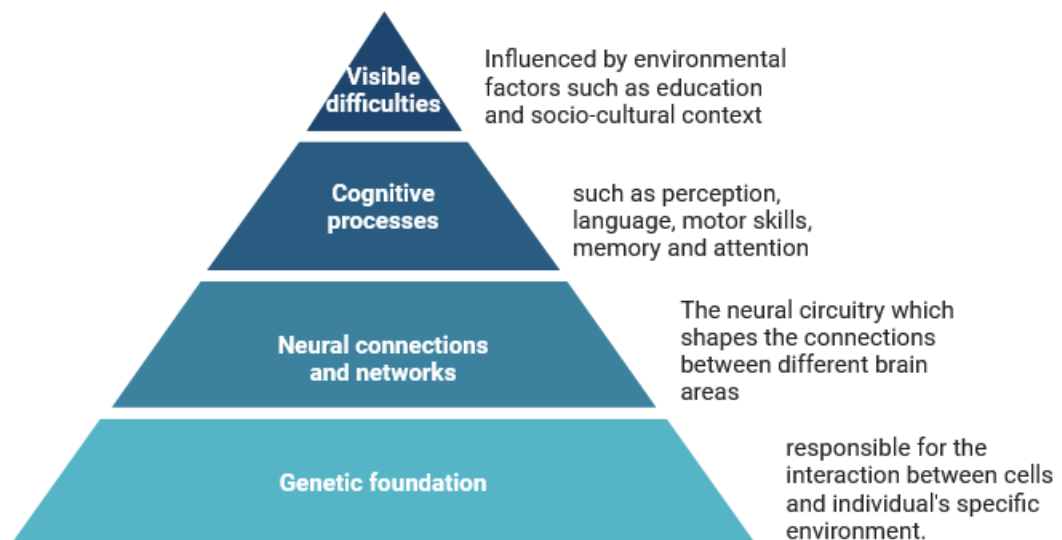 Visible
difficulties
Influenced by environmental
factors such as education
and socio-cultural context
Cognitive
processes
such as perception,
language, motor skills,
memory and attention
Neural connections
and networks
The neural circuitry which
shapes the connections
between different brain
areas
Genetic foundation
responsible for the
interaction between cells
and individual's specific
environment.